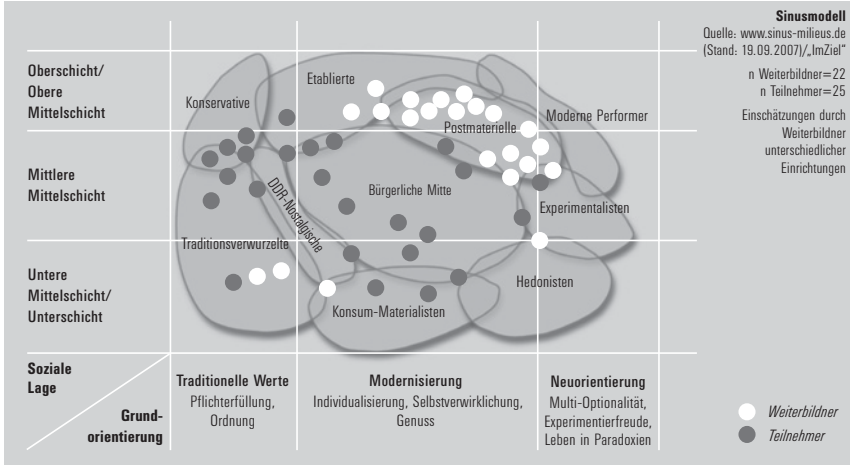 Sinusmodell
Quelle: www.sinus-milieus.de
(Stand: 19.09.2007)/„ImZiel“
n Weiterbildner=22
n Teilnehmer=25
Einschätzungen durch
Weiterbildner
unterschiedlicher
Einrichtungen
Oberschicht/
Obere
Mittelschicht
Mittlere
Mittelschicht
Untere
Mittelschicht/
Unterschicht
Etablierte
Konservative
Moderne Performer
Postmaterielle
DDR-Nostalgische
Bürgerliche Mitte
Experimentalisten
Traditionsverwurzelte
Hedonisten
Konsum-Materialisten
Soziale
Lage
Grund-
orientierung
Traditionelle Werte
Pflichterfüllung,
Ordnung
Modernisierung
Individualisierung, Selbstverwirklichung,
Genuss
Neuorientierung
Multi-Optionalität,
Experimentierfreude,
Leben in Paradoxien
Weiterbildner
Teilnehmer